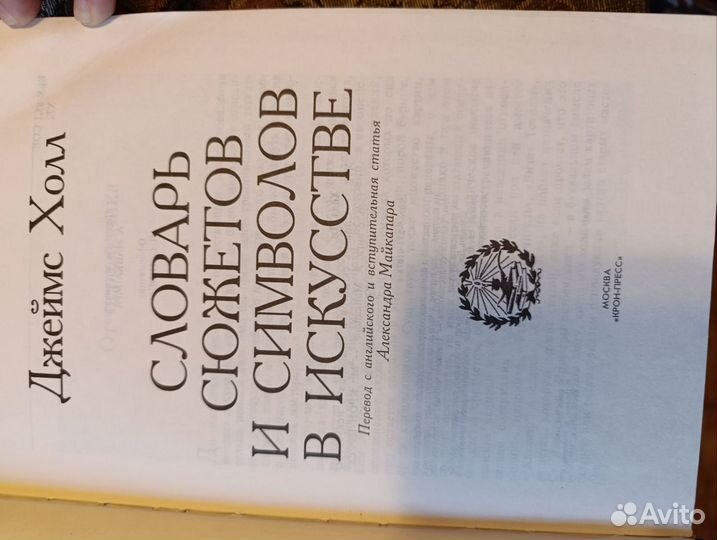 Джеймс Холл
СЛОВАРЬ
СЮЖЕТОВ
И СИМВОЛОВ
В ИСКУССТВЕ
Перевод с английского и вступительная статья
Александра Майкапара
МОСКВА
«КРОН-ПРЕСС»
Avito